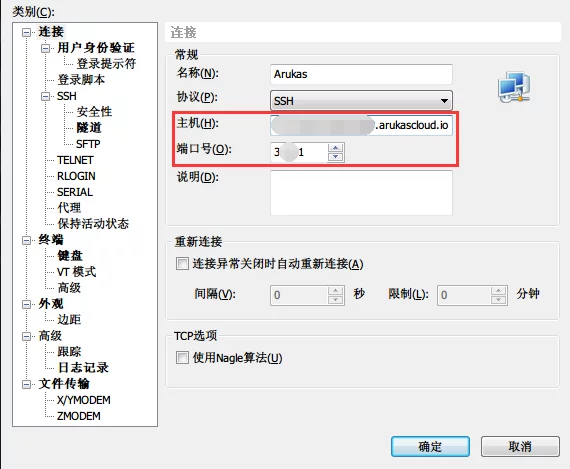 类别(C):
连接
用户身份验证
登录提示符
登录脚本
SSH
安全性
隧道
SFTP
TELNET
RLOGIN
SERIAL
代理
保持活动状态
终端
键盘
VT 模式
高级
外观
边距
高级
跟踪
日志记录
文件传输
X/YMODEM
ZMODEM
连接
常规
名称(N): Arukas
协议(P): SSH
主机(H): .arukascloud.io
端口号(O): 3 1
说明(D):
重新连接
连接异常关闭时自动重新连接(A)
间隔(V): 0 秒 限制(L): 0 分钟
TCP选项
使用Nagle算法(U)
确定 取消